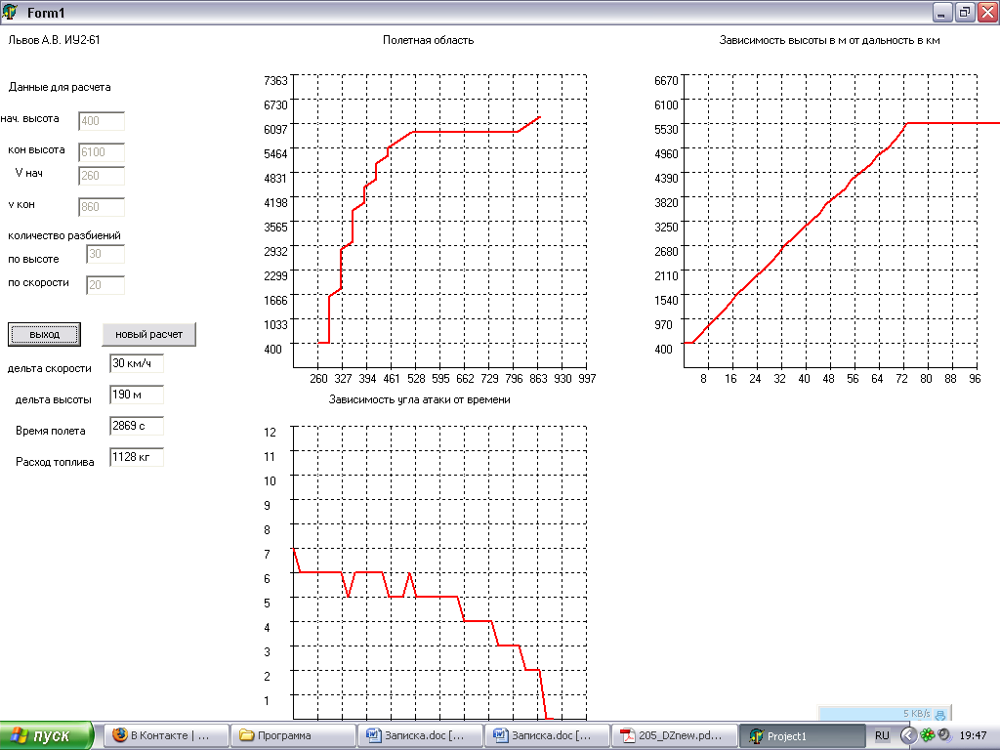 Form1
Львов А.В. ИУ2-61
Полетная область
Зависимость высоты в м от дальность в км
Данные для расчета
нач. высота
400
кон высота
6100
V нач
260
v кон
860
количество разбиений
по высоте
30
по скорости
20
выход
новый расчет
дельта скорости
30 км/ч
дельта высоты
190 м
Время полета
2869 с
Расход топлива
1128 кг
7363
6730
6097
5464
4831
4198
3565
2932
2299
1666
1033
400
260 327 394 461 528 595 662 729 796 863 930 997
6670
6100
5530
4960
4390
3820
3250
2680
2110
1540
970
400
8 16 24 32 40 48 56 64 72 80 88 96
Зависимость угла атаки от времени
12
11
10
9
8
7
6
5
4
3
2
1
5 KB/s
пуск
В Контакте | ...
Программа
Записка.doc [...
Записка.doc [...
205_DZnew.pd...
Project1
RU
19:47